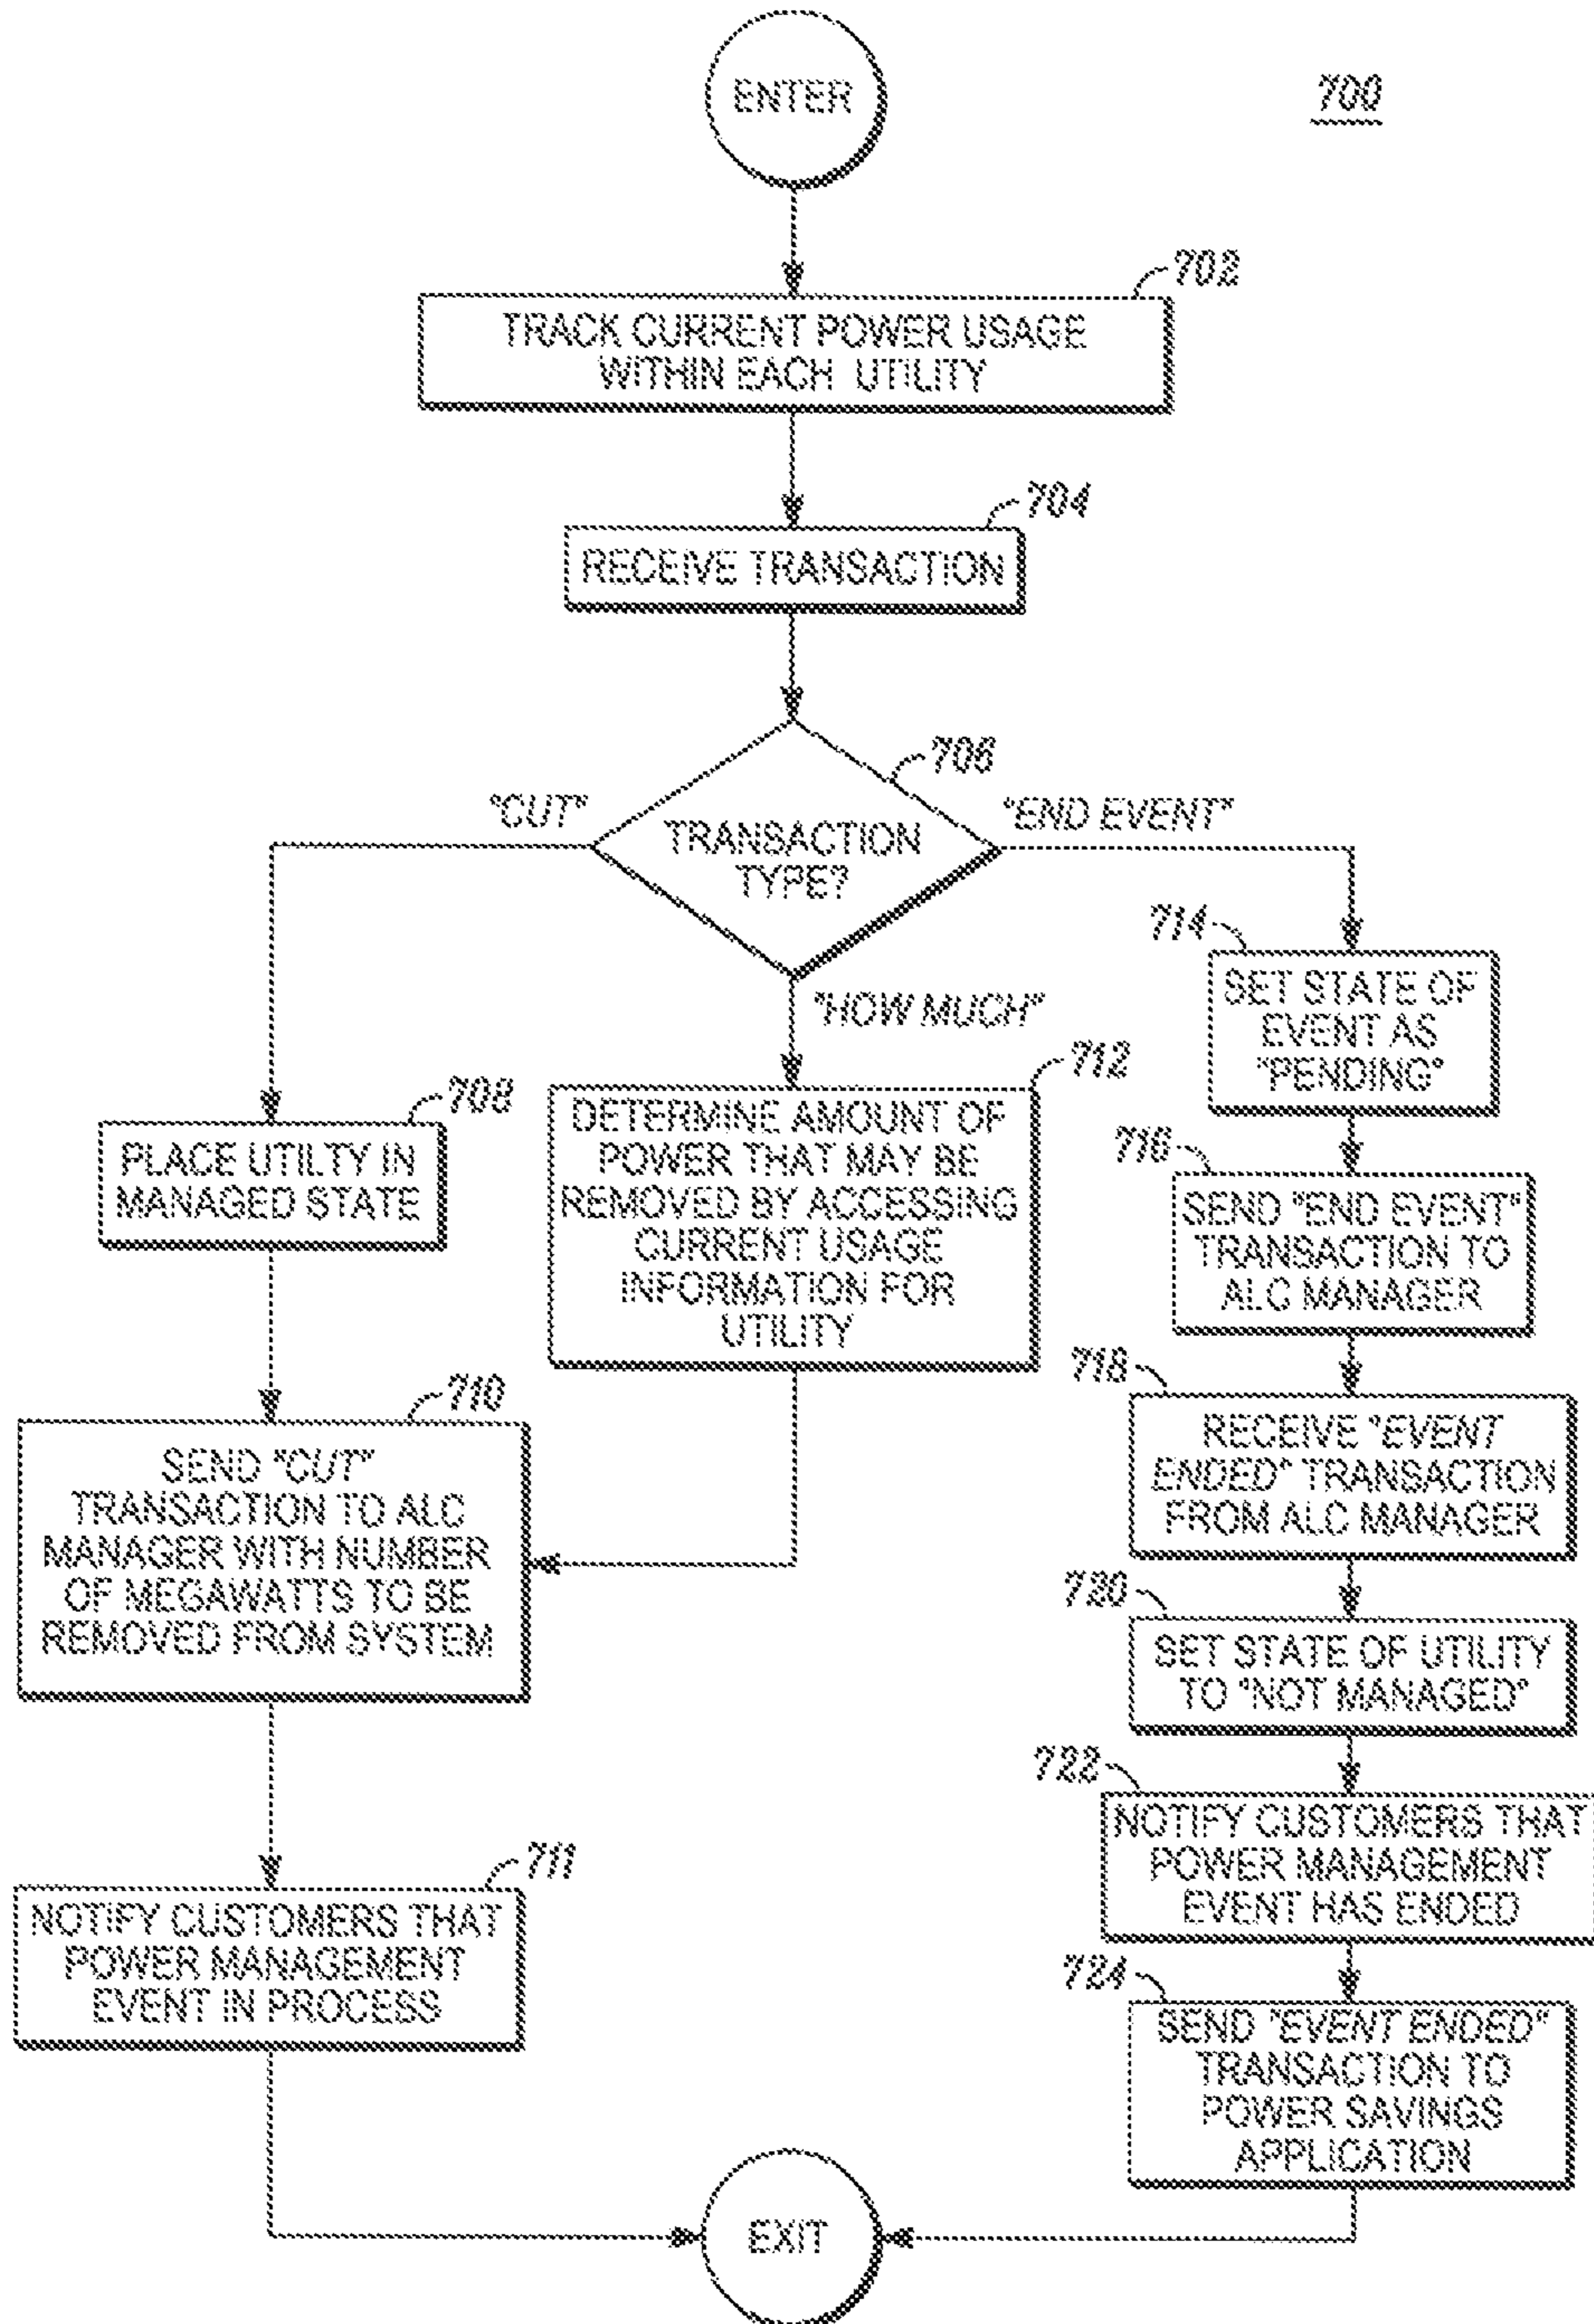 700
ENTER
702
TRACK CURRENT POWER USAGE
WITHIN EACH UTILITY
704
RECEIVE TRANSACTION
706
TRANSACTION
TYPE?
"CUT"
708
PLACE UTILTY IN
MANAGED STATE
710
SEND "CUT"
TRANSACTION TO ALC
MANAGER WITH NUMBER
OF MEGAWATTS TO BE
REMOVED FROM SYSTEM
711
NOTIFY CUSTOMERS THAT
POWER MANAGEMENT
EVENT IN PROCESS
"HOW MUCH"
712
DETERMINE AMOUNT OF
POWER THAT MAY BE
REMOVED BY ACCESSING
CURRENT USAGE
INFORMATION FOR
UTILITY
"END EVENT"
714
SET STATE OF
EVENT AS
"PENDING"
716
SEND "END EVENT"
TRANSACTION TO
ALC MANAGER
718
RECEIVE "EVENT
ENDED" TRANSACTION
FROM ALC MANAGER
720
SET STATE OF UTILITY
TO "NOT MANAGED"
722
NOTIFY CUSTOMERS THAT
POWER MANAGEMENT
EVENT HAS ENDED
724
SEND "EVENT ENDED"
TRANSACTION TO
POWER SAVINGS
APPLICATION
EXIT